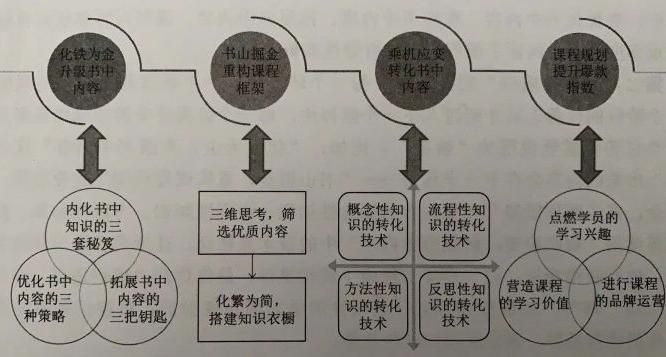 化铁为金
升级书中
内容
书山掘金
重构课程
框架
乘机应变
转化书中
内容
课程规划
提升爆款
指数
内化书中
知识的三
套秘笈
优化书中
内容的三
种策略
拓展书中
内容的
三把钥匙
三维思考，筛
选优质内容
化繁为简，
搭建知识衣橱
概念性知
识的转化
技术
流程性知
识的转化
技术
方法性知
识的转化
技术
反思性知
识的转化
技术
点燃学员的
学习兴趣
营造课程
的学习价值
进行课程
的品牌运营